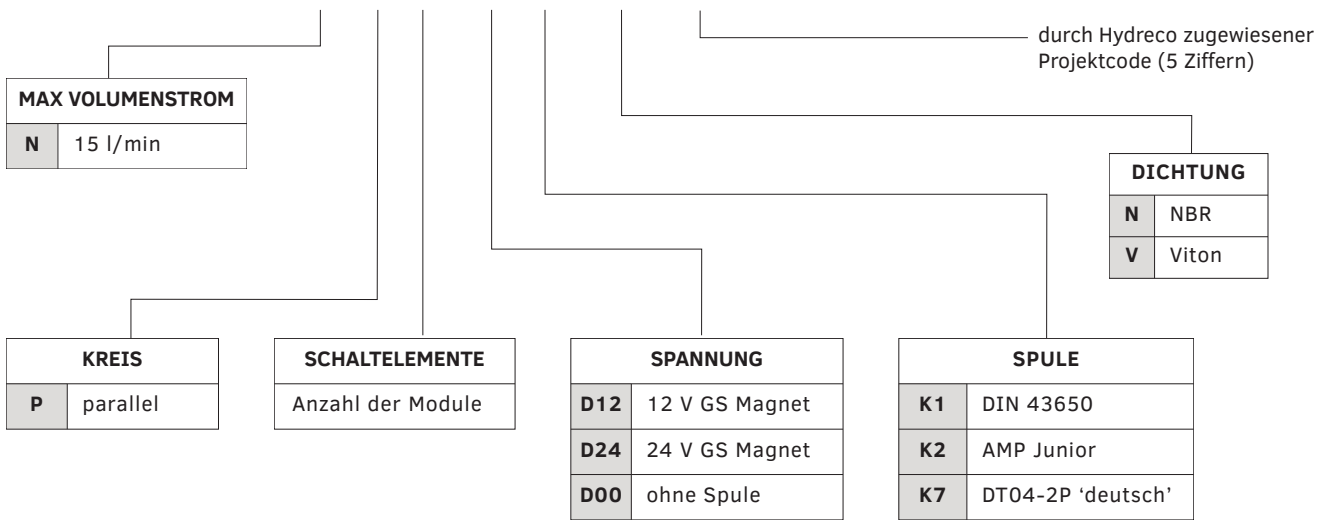 durch Hydreco zugewiesener
Projektcode (5 Ziffern)
MAX VOLUMENSTROM
N 15 l/min
DICHTUNG
N NBR
V Viton
KREIS
P parallel
SCHALTELEMENTE
Anzahl der Module
SPANNUNG
D12 12 V GS Magnet
D24 24 V GS Magnet
D00 ohne Spule
SPULE
K1 DIN 43650
K2 AMP Junior
K7 DT04-2P ‘deutsch’